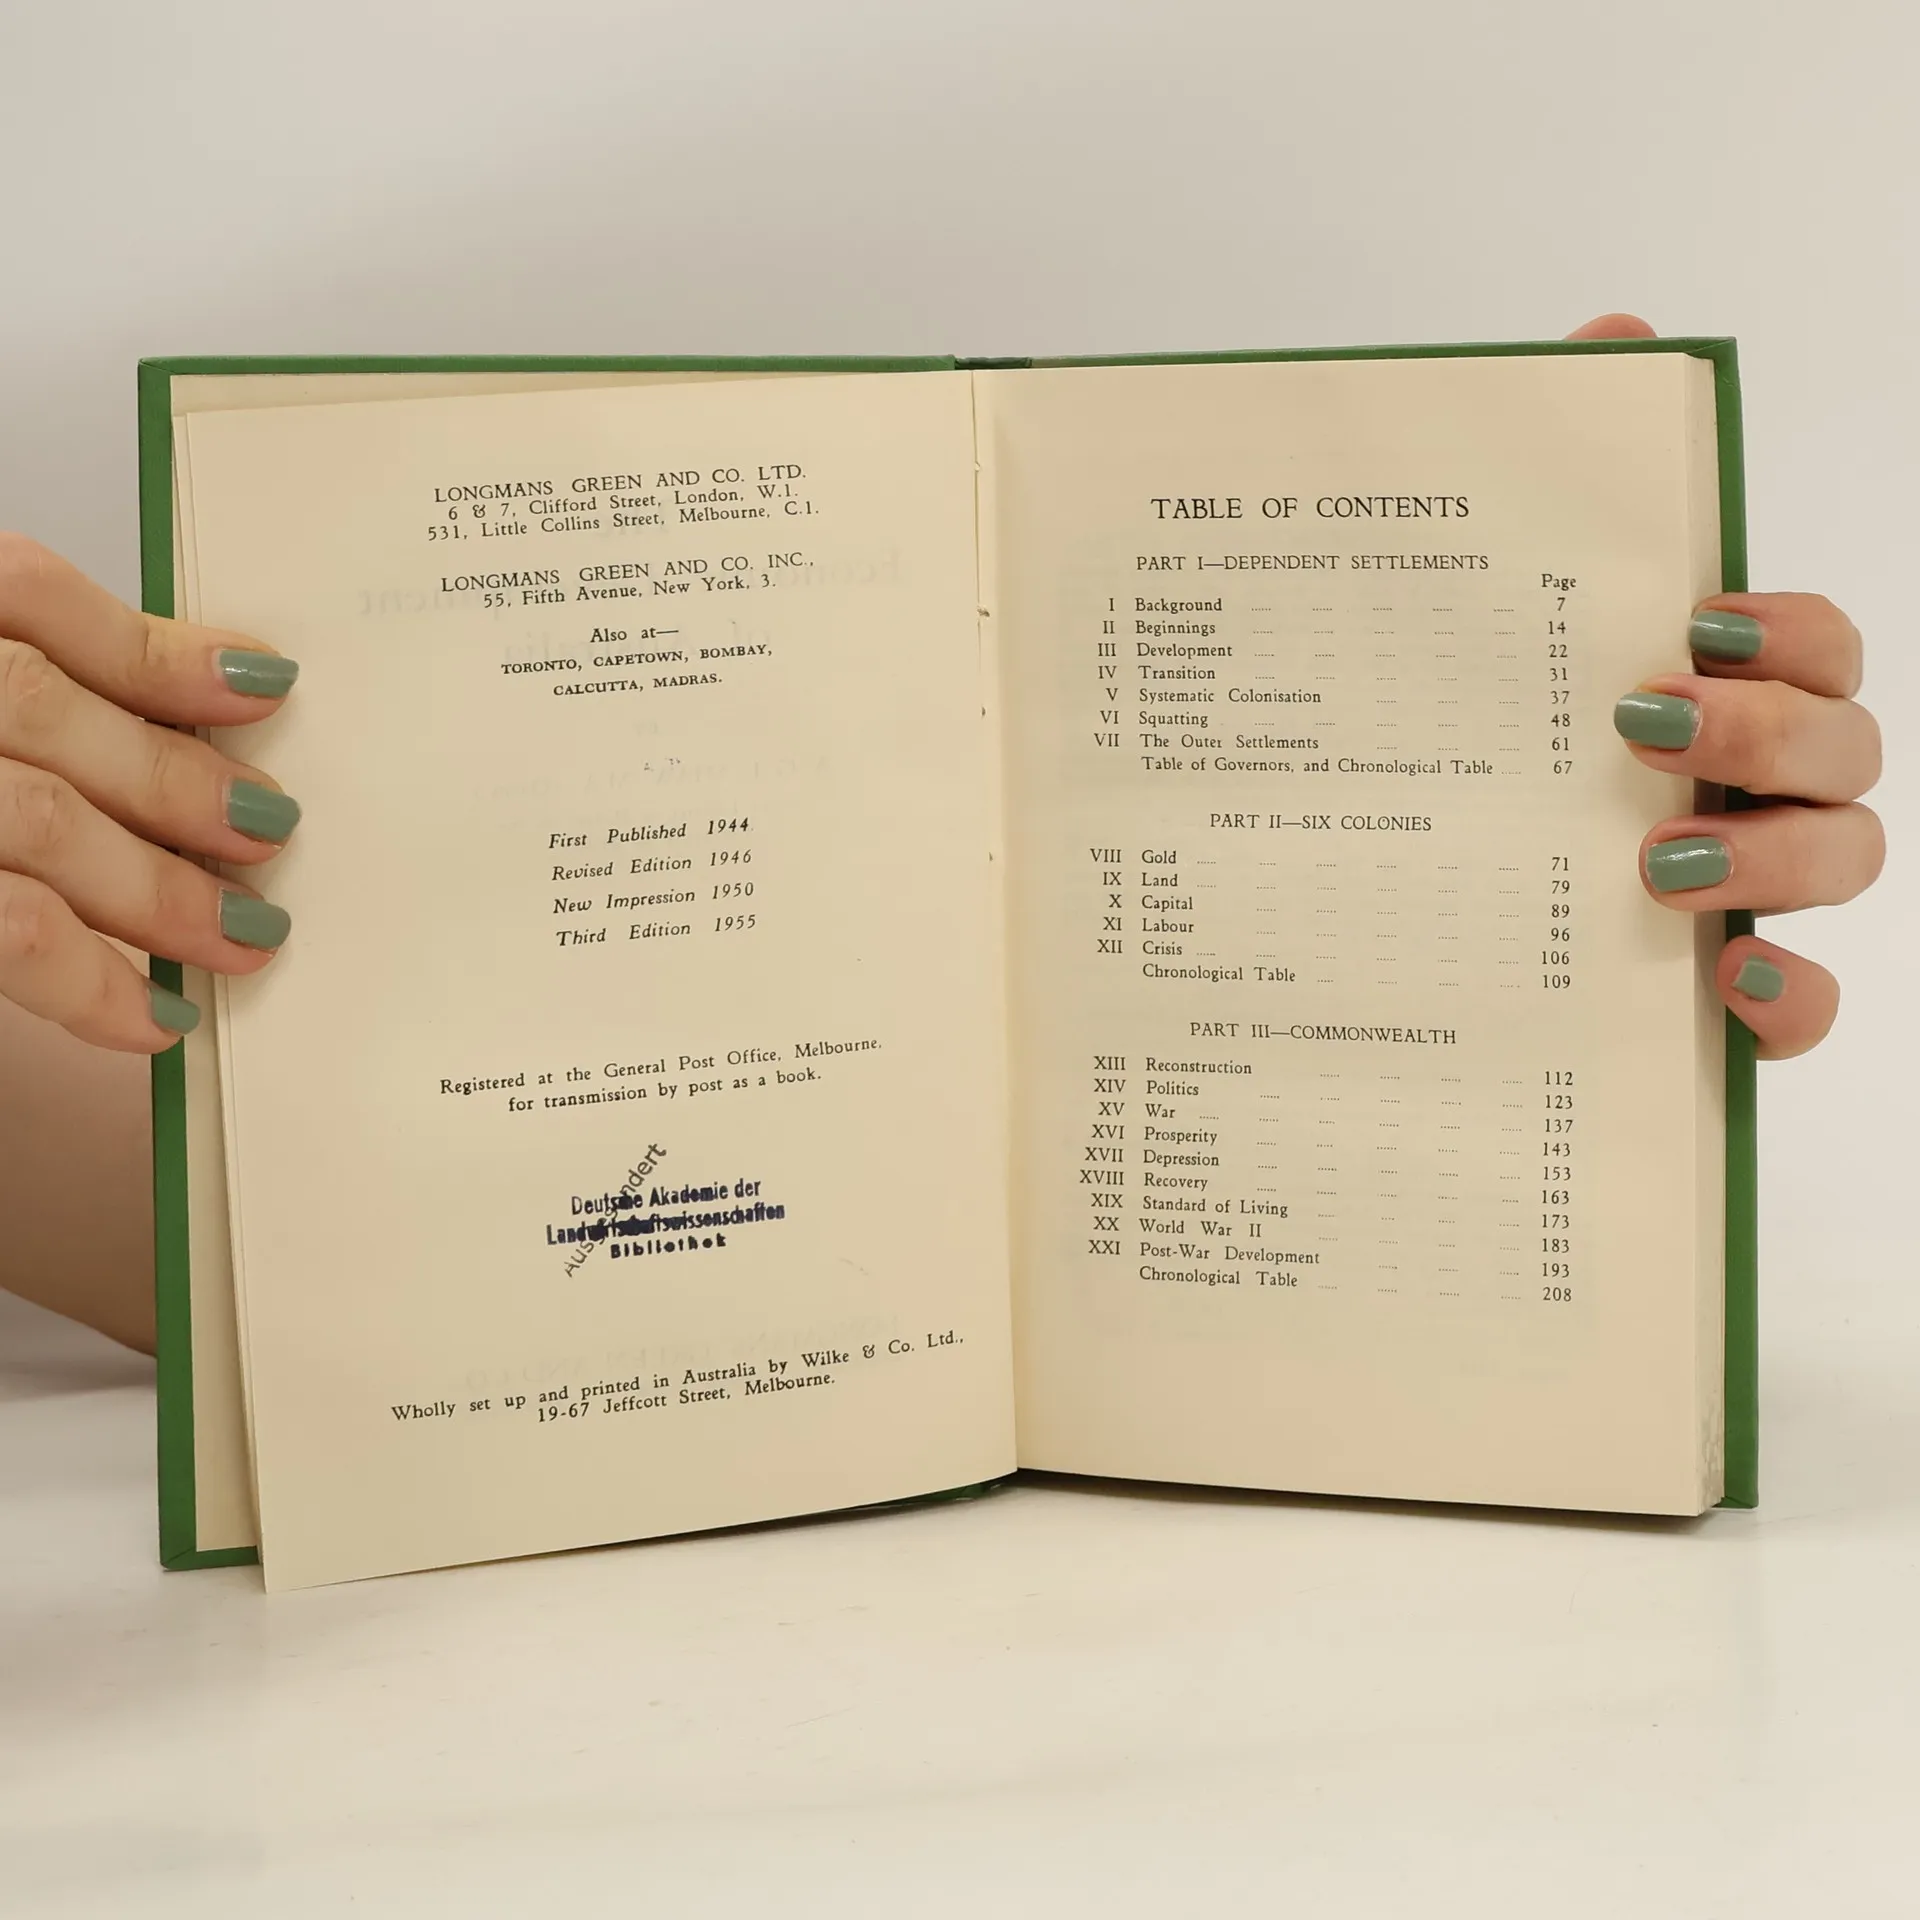 LONGMANS GREEN AND CO. LTD.
6 & 7, Clifford Street, London, W.1.
531, Little Collins Street, Melbourne, C.1.
LONGMANS GREEN AND CO. INC.,
55, Fifth Avenue, New York, 3.
Also at—
TORONTO, CAPETOWN, BOMBAY,
CALCUTTA, MADRAS.
First Published 1944
Revised Edition 1946
New Impression 1950
Third Edition 1955
Registered at the General Post Office, Melbourne,
for transmission by post as a book.
Deutsche Akademie der
Landwirtschaftswissenschaften
Bibliothek
Wholly set up and printed in Australia by Wilke & Co. Ltd.,
19-67 Jeffcott Street, Melbourne.
TABLE OF CONTENTS
PART I—DEPENDENT SETTLEMENTS
Page
I Background ...... ...... ...... ...... ...... 7
II Beginnings ...... ...... ...... ...... ...... 14
III Development ...... ...... ...... ...... ...... 22
IV Transition ...... ...... ...... ...... ...... 31
V Systematic Colonisation ...... ...... ...... 37
VI Squatting ...... ...... ...... ...... ...... 48
VII The Outer Settlements ...... ...... ...... 61
Table of Governors, and Chronological Table ...... 67
PART II—SIX COLONIES
VIII Gold ...... ...... ...... ...... ...... ...... 71
IX Land ...... ...... ...... ...... ...... ...... 79
X Capital ...... ...... ...... ...... ...... 89
XI Labour ...... ...... ...... ...... ...... 96
XII Crisis ...... ...... ...... ...... ...... ...... 106
Chronological Table ...... ...... ...... ...... 109
PART III—COMMONWEALTH
XIII Reconstruction ...... ...... ...... ...... 112
XIV Politics ...... ...... ...... ...... ...... 123
XV War ...... ...... ...... ...... ...... ...... 137
XVI Prosperity ...... ...... ...... ...... ...... 143
XVII Depression ...... ...... ...... ...... ...... 153
XVIII Recovery ...... ...... ...... ...... ...... 163
XIX Standard of Living ...... ...... ...... ...... 173
XX World War II ...... ...... ...... ...... 183
XXI Post-War Development ...... ...... ...... 193
Chronological Table ...... ...... ...... ...... 208